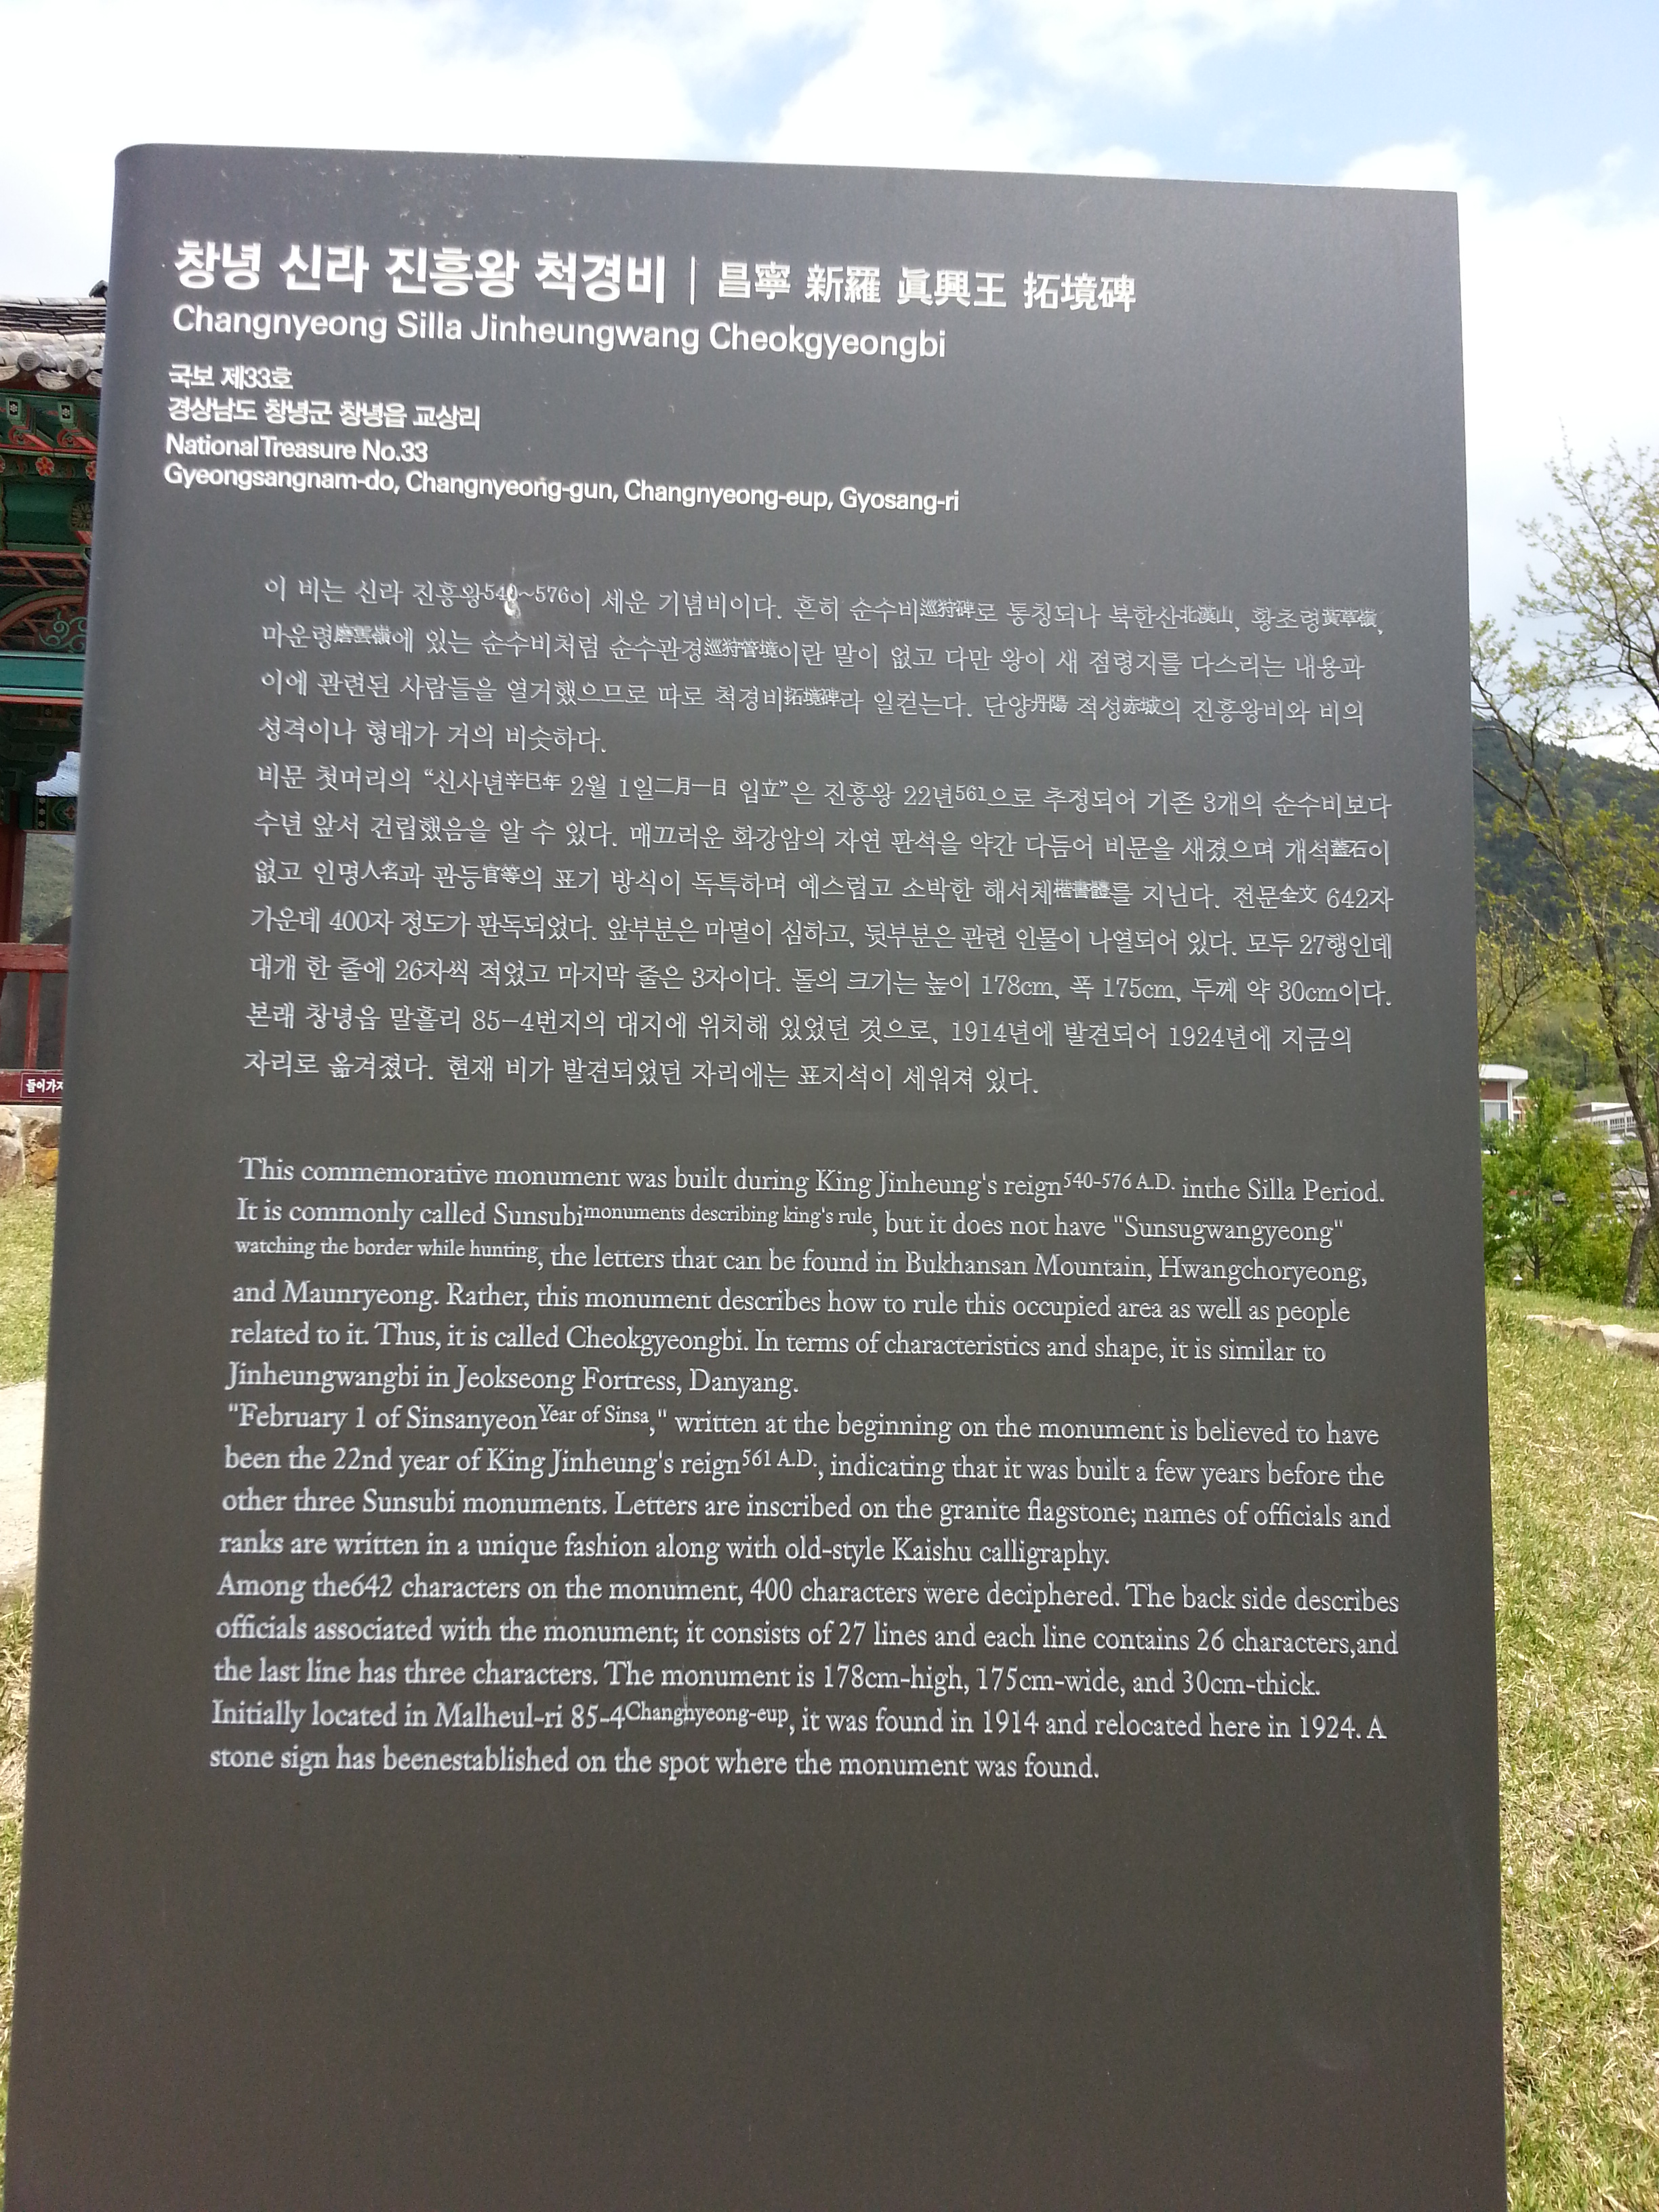 창녕 신라 진흥왕 척경비 | 昌寧 新羅 眞興王 拓境碑
Changnyeong Silla Jinheungwang Cheokgyeongbi
국보 제33호
경상남도 창녕군 창녕읍 교상리
National Treasure No.33
Gyeongsangnam-do, Changnyeong-gun, Changnyeong-eup, Gyosang-ri
이 비는 신라 진흥왕540~576이 세운 기념비이다. 흔히 순수비巡狩碑로 통칭되나 북한산北漢山, 황초령黃草嶺,
마운령磨雲嶺에 있는 순수비처럼 순수관경巡狩管境이란 말이 없고 다만 왕이 새 점령지를 다스리는 내용과
이에 관련된 사람들을 열거했으므로 따로 척경비拓境碑라 일컫는다. 단양丹陽 적성赤城의 진흥왕비와 비의
성격이나 형태가 거의 비슷하다.
비문 첫머리의 “신사년辛巳年 2월 1일二月一日 입立”은 진흥왕 22년561으로 추정되어 기존 3개의 순수비보다
수년 앞서 건립했음을 알 수 있다. 매끄러운 화강암의 자연 판석을 약간 다듬어 비문을 새겼으며 개석蓋石이
없고 인명人名과 관등官等의 표기 방식이 독특하며 예스럽고 소박한 해서체楷書體를 지닌다. 전문全文 642자
가운데 400자 정도가 판독되었다. 앞부분은 마멸이 심하고, 뒷부분은 관련 인물이 나열되어 있다. 모두 27행인데
대개 한 줄에 26자씩 적었고 마지막 줄은 3자이다. 돌의 크기는 높이 178cm, 폭 175cm, 두께 약 30cm이다.
본래 창녕읍 말흘리 85-4번지의 대지에 위치해 있었던 것으로, 1914년에 발견되어 1924년에 지금의
자리로 옮겨졌다. 현재 비가 발견되었던 자리에는 표지석이 세워져 있다.
This commemorative monument was built during King Jinheung's reign540-576 A.D. inthe Silla Period.
It is commonly called Sunsubimonuments describing king's rule, but it does not have "Sunsugwangyeong"
watching the border while hunting, the letters that can be found in Bukhansan Mountain, Hwangchoryeong,
and Maunryeong. Rather, this monument describes how to rule this occupied area as well as people
related to it. Thus, it is called Cheokgyeongbi. In terms of characteristics and shape, it is similar to
Jinheungwangbi in Jeokseong Fortress, Danyang.
"February 1 of SinsanyeonYear of Sinsa," written at the beginning on the monument is believed to have
been the 22nd year of King Jinheung's reign561 A.D., indicating that it was built a few years before the
other three Sunsubi monuments. Letters are inscribed on the granite flagstone; names of officials and
ranks are written in a unique fashion along with old-style Kaishu calligraphy.
Among the642 characters on the monument, 400 characters were deciphered. The back side describes
officials associated with the monument; it consists of 27 lines and each line contains 26 characters,and
the last line has three characters. The monument is 178cm-high, 175cm-wide, and 30cm-thick.
Initially located in Malheul-ri 85-4Changnyeong-eup, it was found in 1914 and relocated here in 1924. A
stone sign has beenestablished on the spot where the monument was found.
들어가지